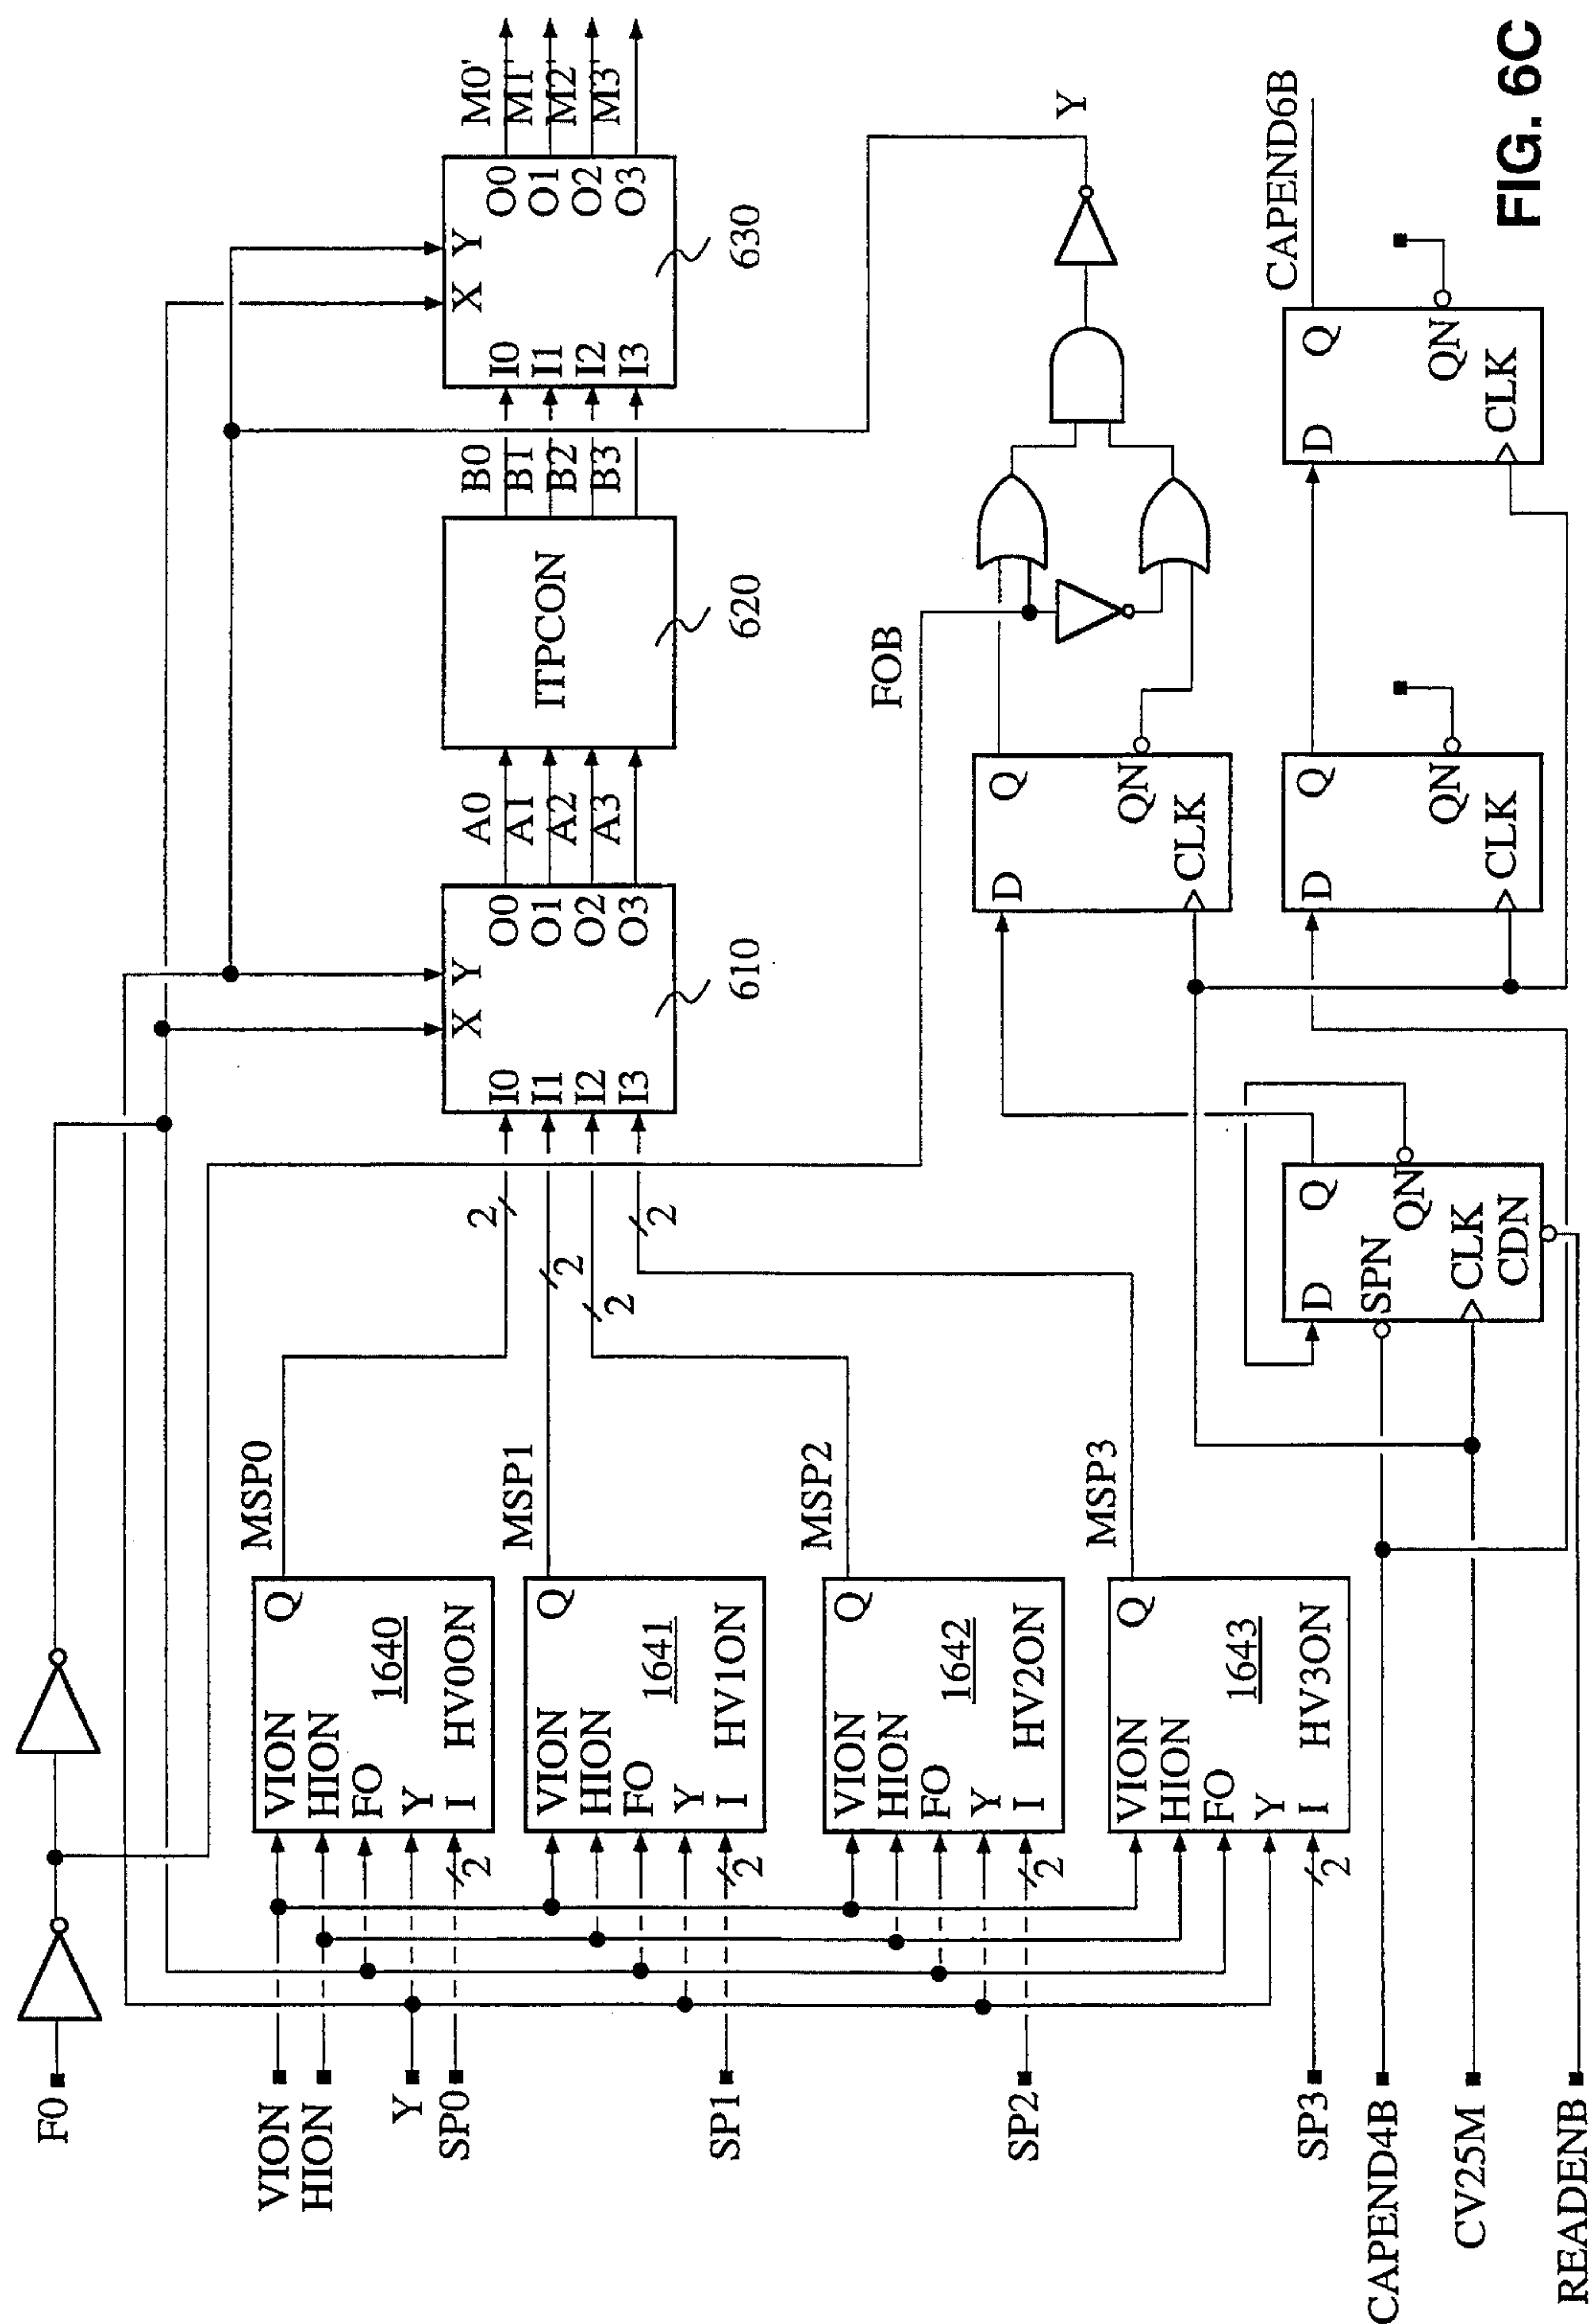 F0
VION
HION
Y
SP0
SP1
SP2
SP3
CAPEND4B
CV25M
READENB
VION
HION
FO
Y
I
Q
1640
HV0ON
2
MSP0
VION
HION
FO
Y
I
Q
1641
HV1ON
2
MSP1
VION
HION
FO
Y
I
Q
1642
HV2ON
2
MSP2
VION
HION
FO
Y
I
Q
1643
HV3ON
2
MSP3
2
2
2
2
X
Y
I0
I1
I2
I3
O0
O1
O2
O3
610
A0
A1
A2
A3
ITPCON
620
B0
B1
B2
B3
X
Y
I0
I1
I2
I3
O0
O1
O2
O3
630
M0'
M1'
M2'
M3'
D
SPN
CLK
CDN
Q
QN
D
Q
QN
CLK
FOB
Y
D
Q
QN
CLK
D
Q
QN
CLK
CAPEND6B
FIG. 6C